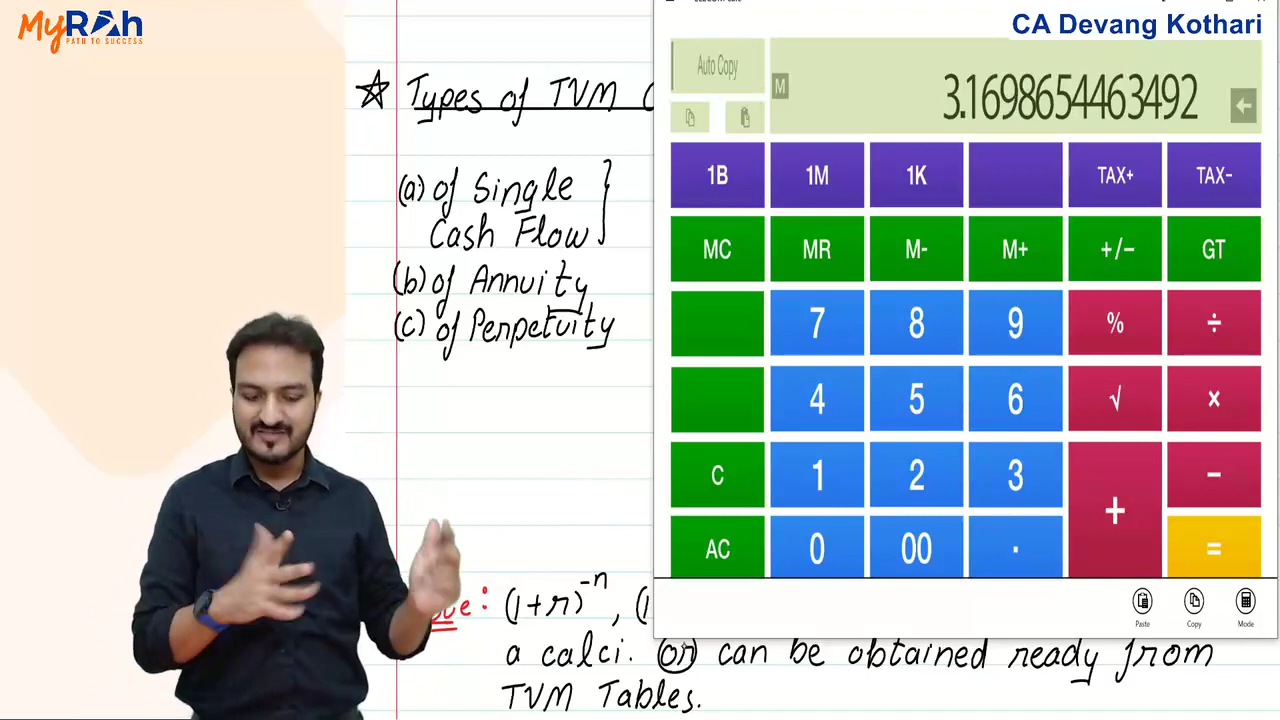 MyRAh
PATH TO SUCCESS
CA Devang Kothari
Types of TVM (
(a) of Single
Cash Flow
(b) of Annuity
(c) of Perpetuity
(1+r)⁻ⁿ, (1
a calci. or can be obtained ready from
TVM Tables.
Auto Copy
M
3.1698654463492
1B 1M 1K TAX+ TAX-
MC MR M- M+ +/- GT
7 8 9 % ÷
4 5 6 √ ×
C 1 2 3 + -
AC 0 00 . =
Paste Copy Mode